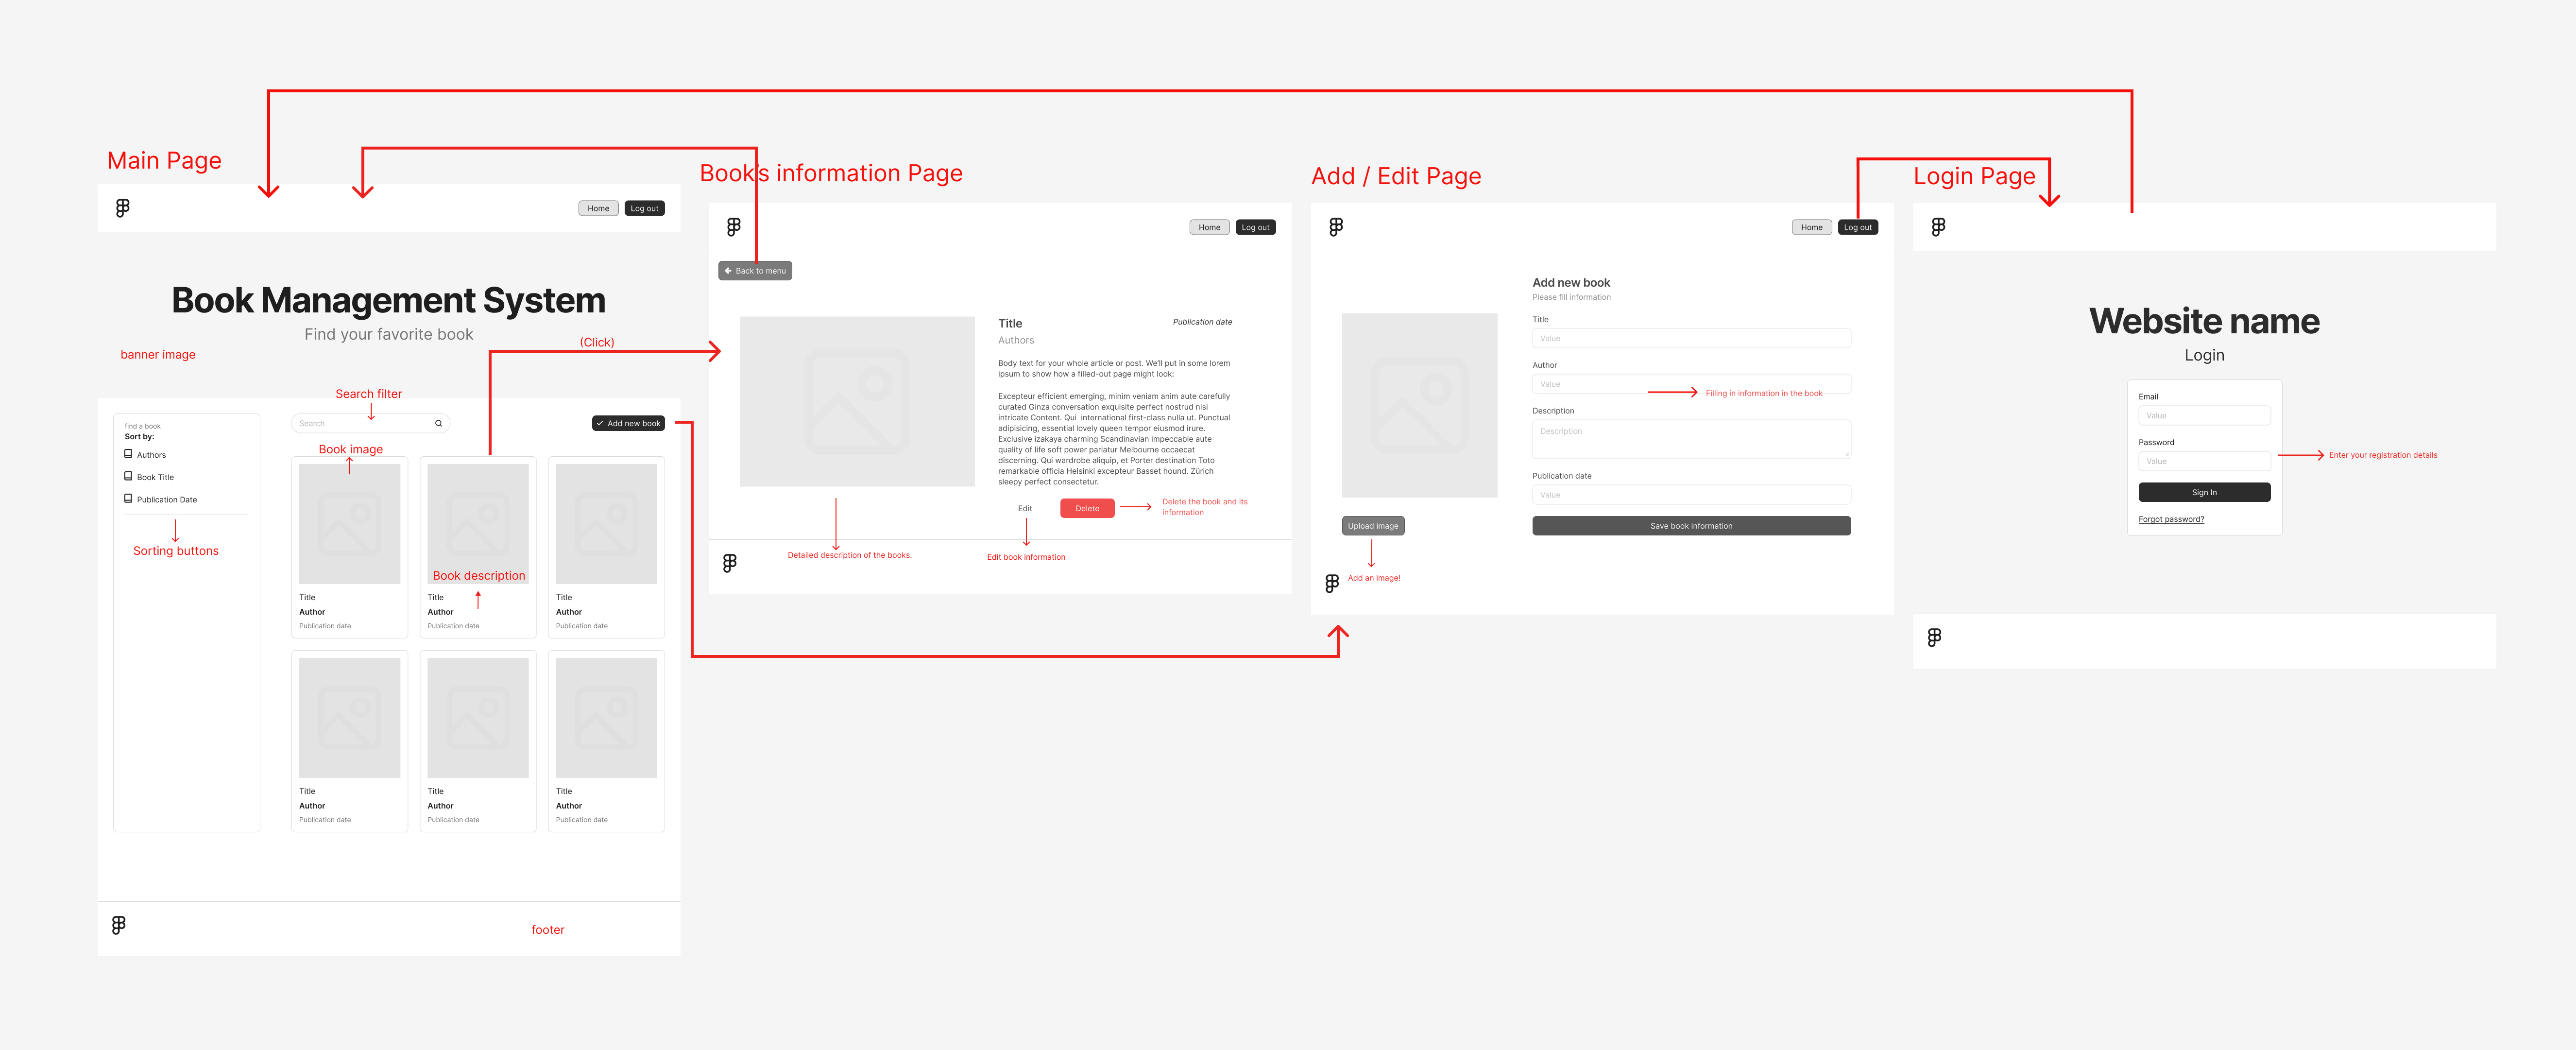 Main Page
Home
Log out
Book Management System
Find your favorite book
banner image
Search filter
find a book
Sort by:
Authors
Book Title
Publication Date
Sorting buttons
Search
Add new book
Book image
Book description
Title
Author
Publication date
Title
Author
Publication date
Title
Author
Publication date
Title
Author
Publication date
Title
Author
Publication date
Title
Author
Publication date
footer
(Click)
Book's information Page
Home
Log out
Back to menu
Title
Publication date
Authors
Body text for your whole article or post. We'll put in some lorem
ipsum to show how a filled-out page might look:
Excepteur efficient emerging, minim veniam anim aute carefully
curated Ginza conversation exquisite perfect nostrud nisi
intricate Content. Qui  international first-class nulla ut. Punctual
adipisicing, essential lovely queen tempor eiusmod irure.
Exclusive izakaya charming Scandinavian impeccable aute
quality of life soft power pariatur Melbourne occaecat
discerning. Qui wardrobe aliquip, et Porter destination Toto
remarkable officia Helsinki excepteur Basset hound. Zürich
sleepy perfect consectetur.
Edit
Delete
Delete the book and its
information
Detailed description of the books.
Edit book information
Add / Edit Page
Home
Log out
Add new book
Please fill information
Title
Value
Author
Value
Filling in information in the book
Description
Description
Publication date
Value
Upload image
Save book information
Add an image!
Login Page
Website name
Login
Email
Value
Password
Value
Enter your registration details
Sign In
Forgot password?